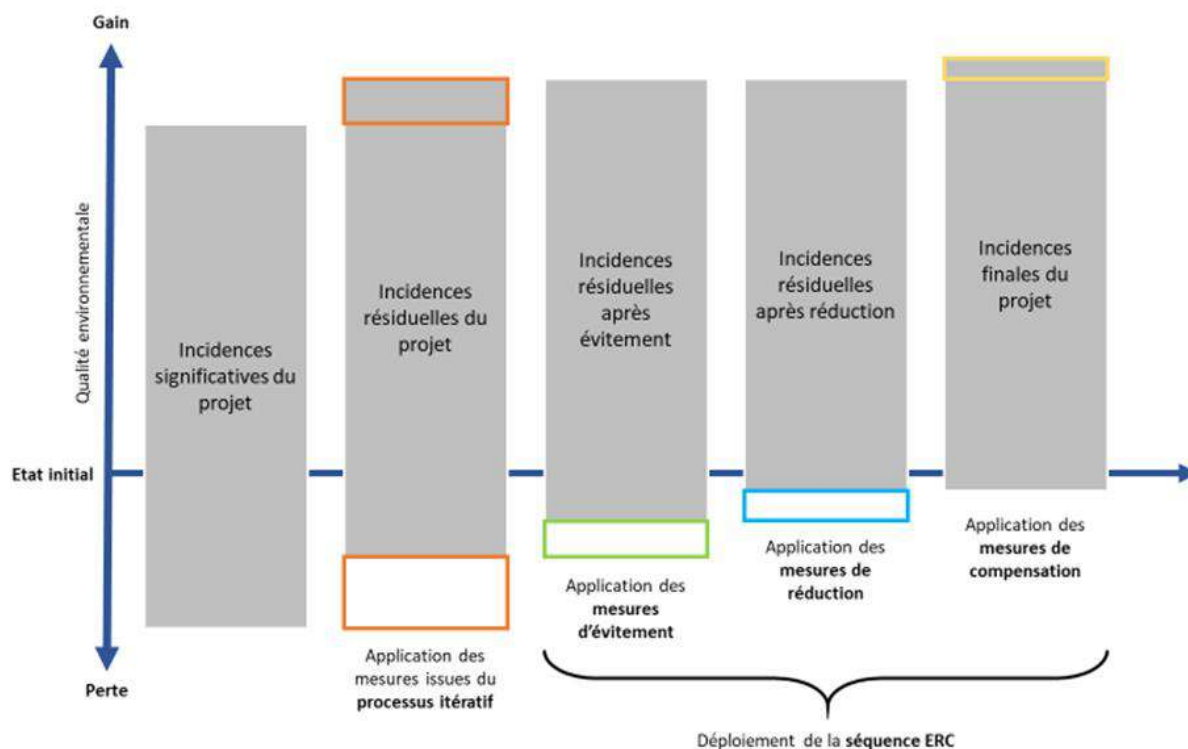 Gain
Qualité environnementale
Etat initial
Perte
Incidences
significatives du
projet
Incidences
résiduelles du
projet
Application des
mesures issues du
processus itératif
Incidences
résiduelles
après
évitement
Application des
mesures
d'évitement
Incidences
résiduelles
après réduction
Application des
mesures de
réduction
Incidences
finales du
projet
Application des
mesures de
compensation
Déploiement de la séquence ERC